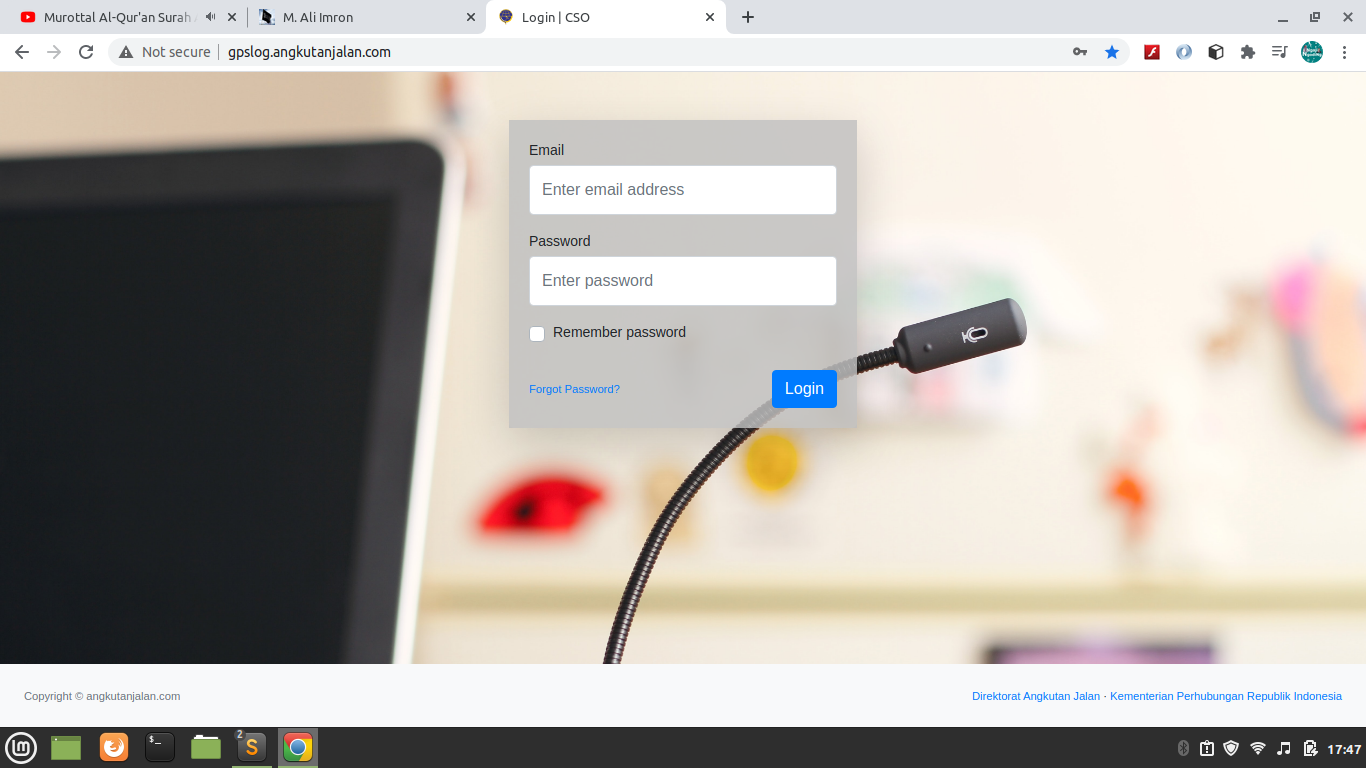 Murottal Al-Qur'an Surah
M. Ali Imron
Login | CSO
Not secure
gpslog.angkutanjalan.com
Email
Enter email address
Password
Enter password
Remember password
Forgot Password?
Login
Copyright © angkutanjalan.com
Direktorat Angkutan Jalan · Kementerian Perhubungan Republik Indonesia
$_
2
S
17:47